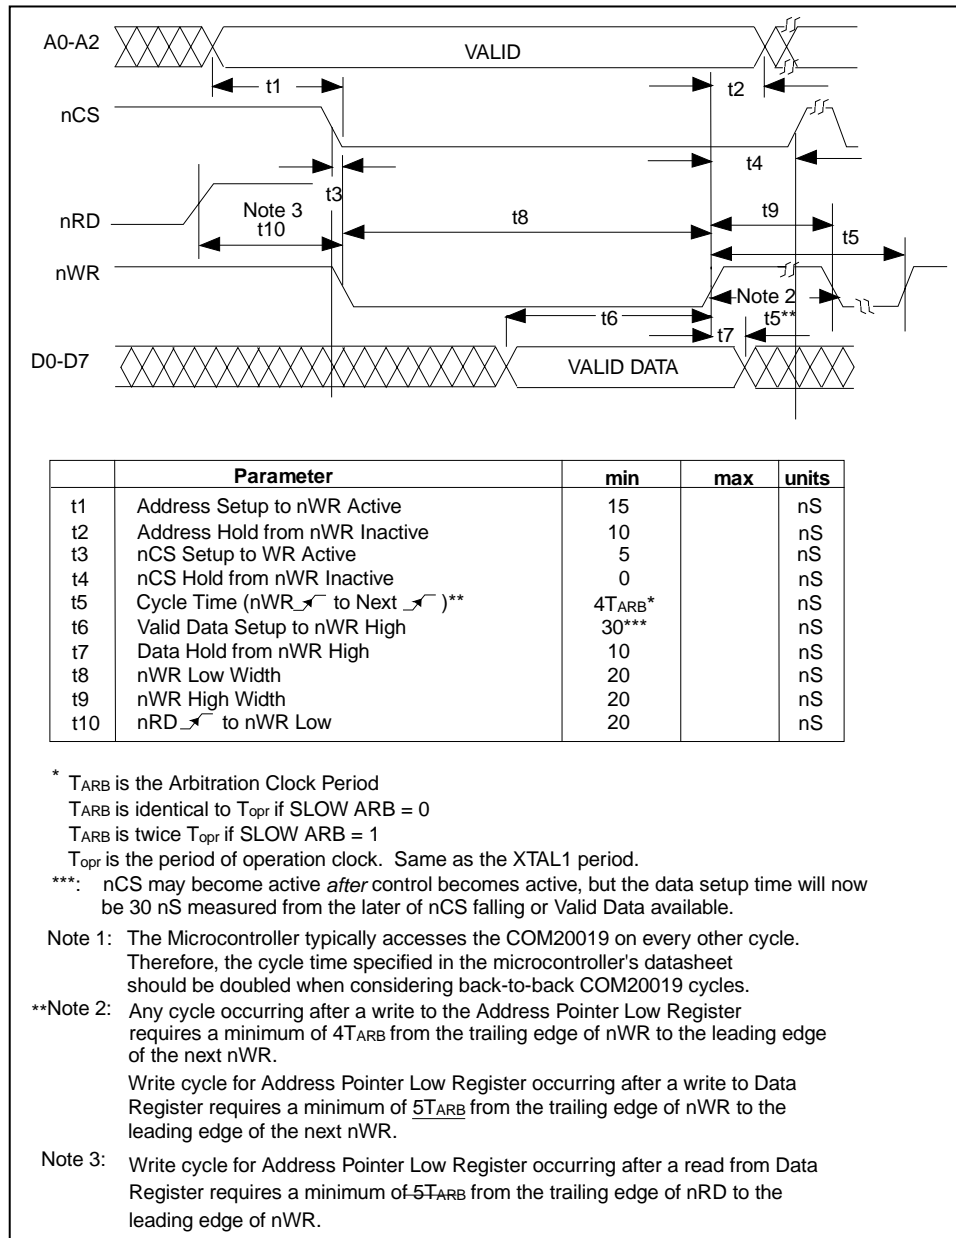 A0-A2
VALID
t1
t2
nCS
t4
t3
nRD
Note 3
t10
t8
t9
t5
nWR
Note 2
t5**
t6
t7
D0-D7
VALID DATA
Parameter min max units
t1 Address Setup to nWR Active 15 nS
t2 Address Hold from nWR Inactive 10 nS
t3 nCS Setup to WR Active 5 nS
t4 nCS Hold from nWR Inactive 0 nS
t5 Cycle Time (nWR to Next )** 4TARB* nS
t6 Valid Data Setup to nWR High 30*** nS
t7 Data Hold from nWR High 10 nS
t8 nWR Low Width 20 nS
t9 nWR High Width 20 nS
t10 nRD to nWR Low 20 nS
* TARB is the Arbitration Clock Period
TARB is identical to Topr if SLOW ARB = 0
TARB is twice Topr if SLOW ARB = 1
Topr is the period of operation clock. Same as the XTAL1 period.
***: nCS may become active after control becomes active, but the data setup time will now
be 30 nS measured from the later of nCS falling or Valid Data available.
Note 1: The Microcontroller typically accesses the COM20019 on every other cycle.
Therefore, the cycle time specified in the microcontroller's datasheet
should be doubled when considering back-to-back COM20019 cycles.
**Note 2: Any cycle occurring after a write to the Address Pointer Low Register
requires a minimum of 4TARB from the trailing edge of nWR to the leading edge
of the next nWR.
Write cycle for Address Pointer Low Register occurring after a write to Data
Register requires a minimum of 5TARB from the trailing edge of nWR to the
leading edge of the next nWR.
Note 3: Write cycle for Address Pointer Low Register occurring after a read from Data
Register requires a minimum of 5TARB from the trailing edge of nRD to the
leading edge of nWR.